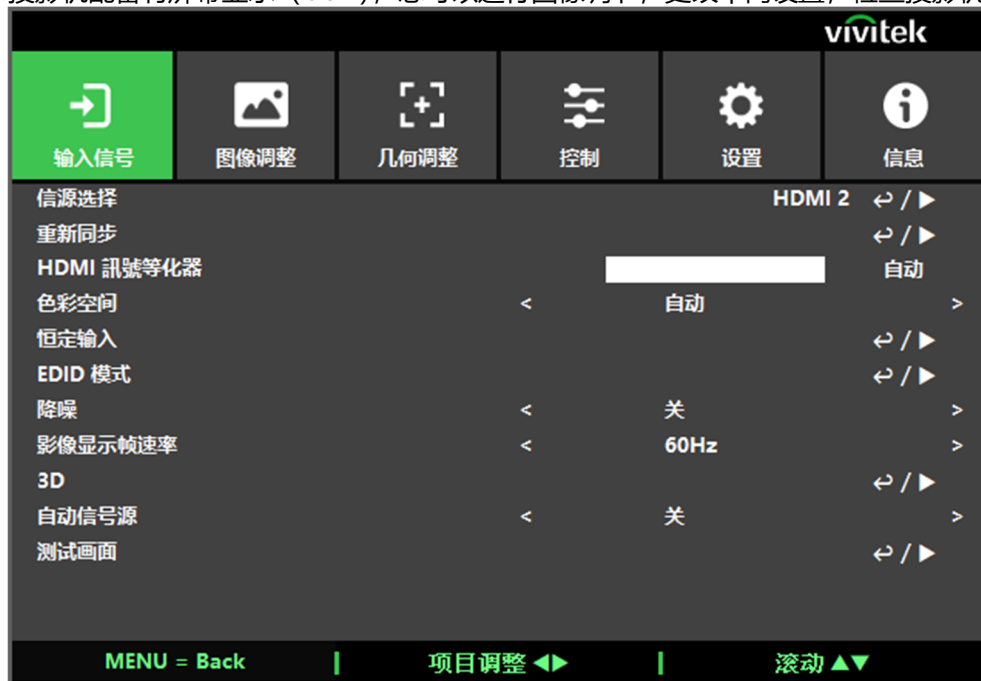 vivitek
输入信号 图像调整 几何调整 控制 设置 信息
信源选择 HDMI 2 ↩ / ▶
重新同步 ↩ / ▶
HDMI 訊號等化器 自动
色彩空间 < 自动 >
恒定输入 ↩ / ▶
EDID 模式 ↩ / ▶
降噪 < 关 >
影像显示帧速率 < 60Hz >
3D ↩ / ▶
自动信号源 < 关 >
测试画面 ↩ / ▶
MENU = Back | 项目调整 ◀▶ | 滚动 ▲▼